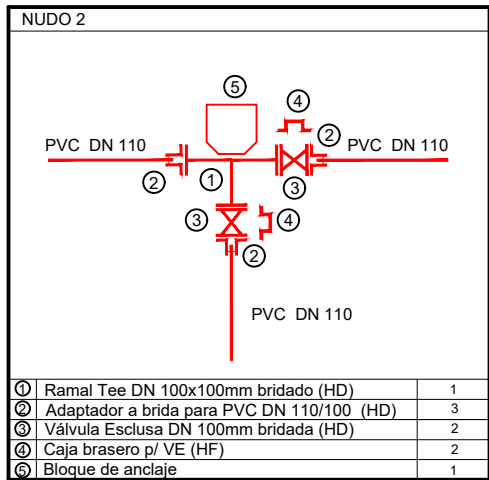 NUDO 2
5
4
PVC DN 110
2
PVC DN 110
2
1
3
3
4
2
PVC DN 110
1 Ramal Tee DN 100x100mm bridado (HD) 1
2 Adaptador a brida para PVC DN 110/100 (HD) 3
3 Válvula Esclusa DN 100mm bridada (HD) 2
4 Caja brasero p/ VE (HF) 2
5 Bloque de anclaje 1